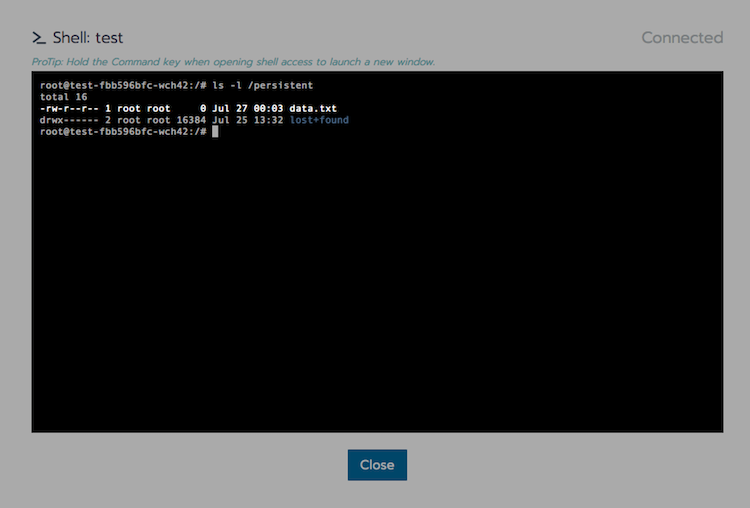 >_ Shell: test
Connected
ProTip: Hold the Command key when opening shell access to launch a new window.
root@test-fbb596bfc-wch42:/# ls -l /persistent
total 16
-rw-r--r-- 1 root root     0 Jul 27 00:03 data.txt
drwx------ 2 root root 16384 Jul 25 13:32 lost+found
root@test-fbb596bfc-wch42:/#
Close